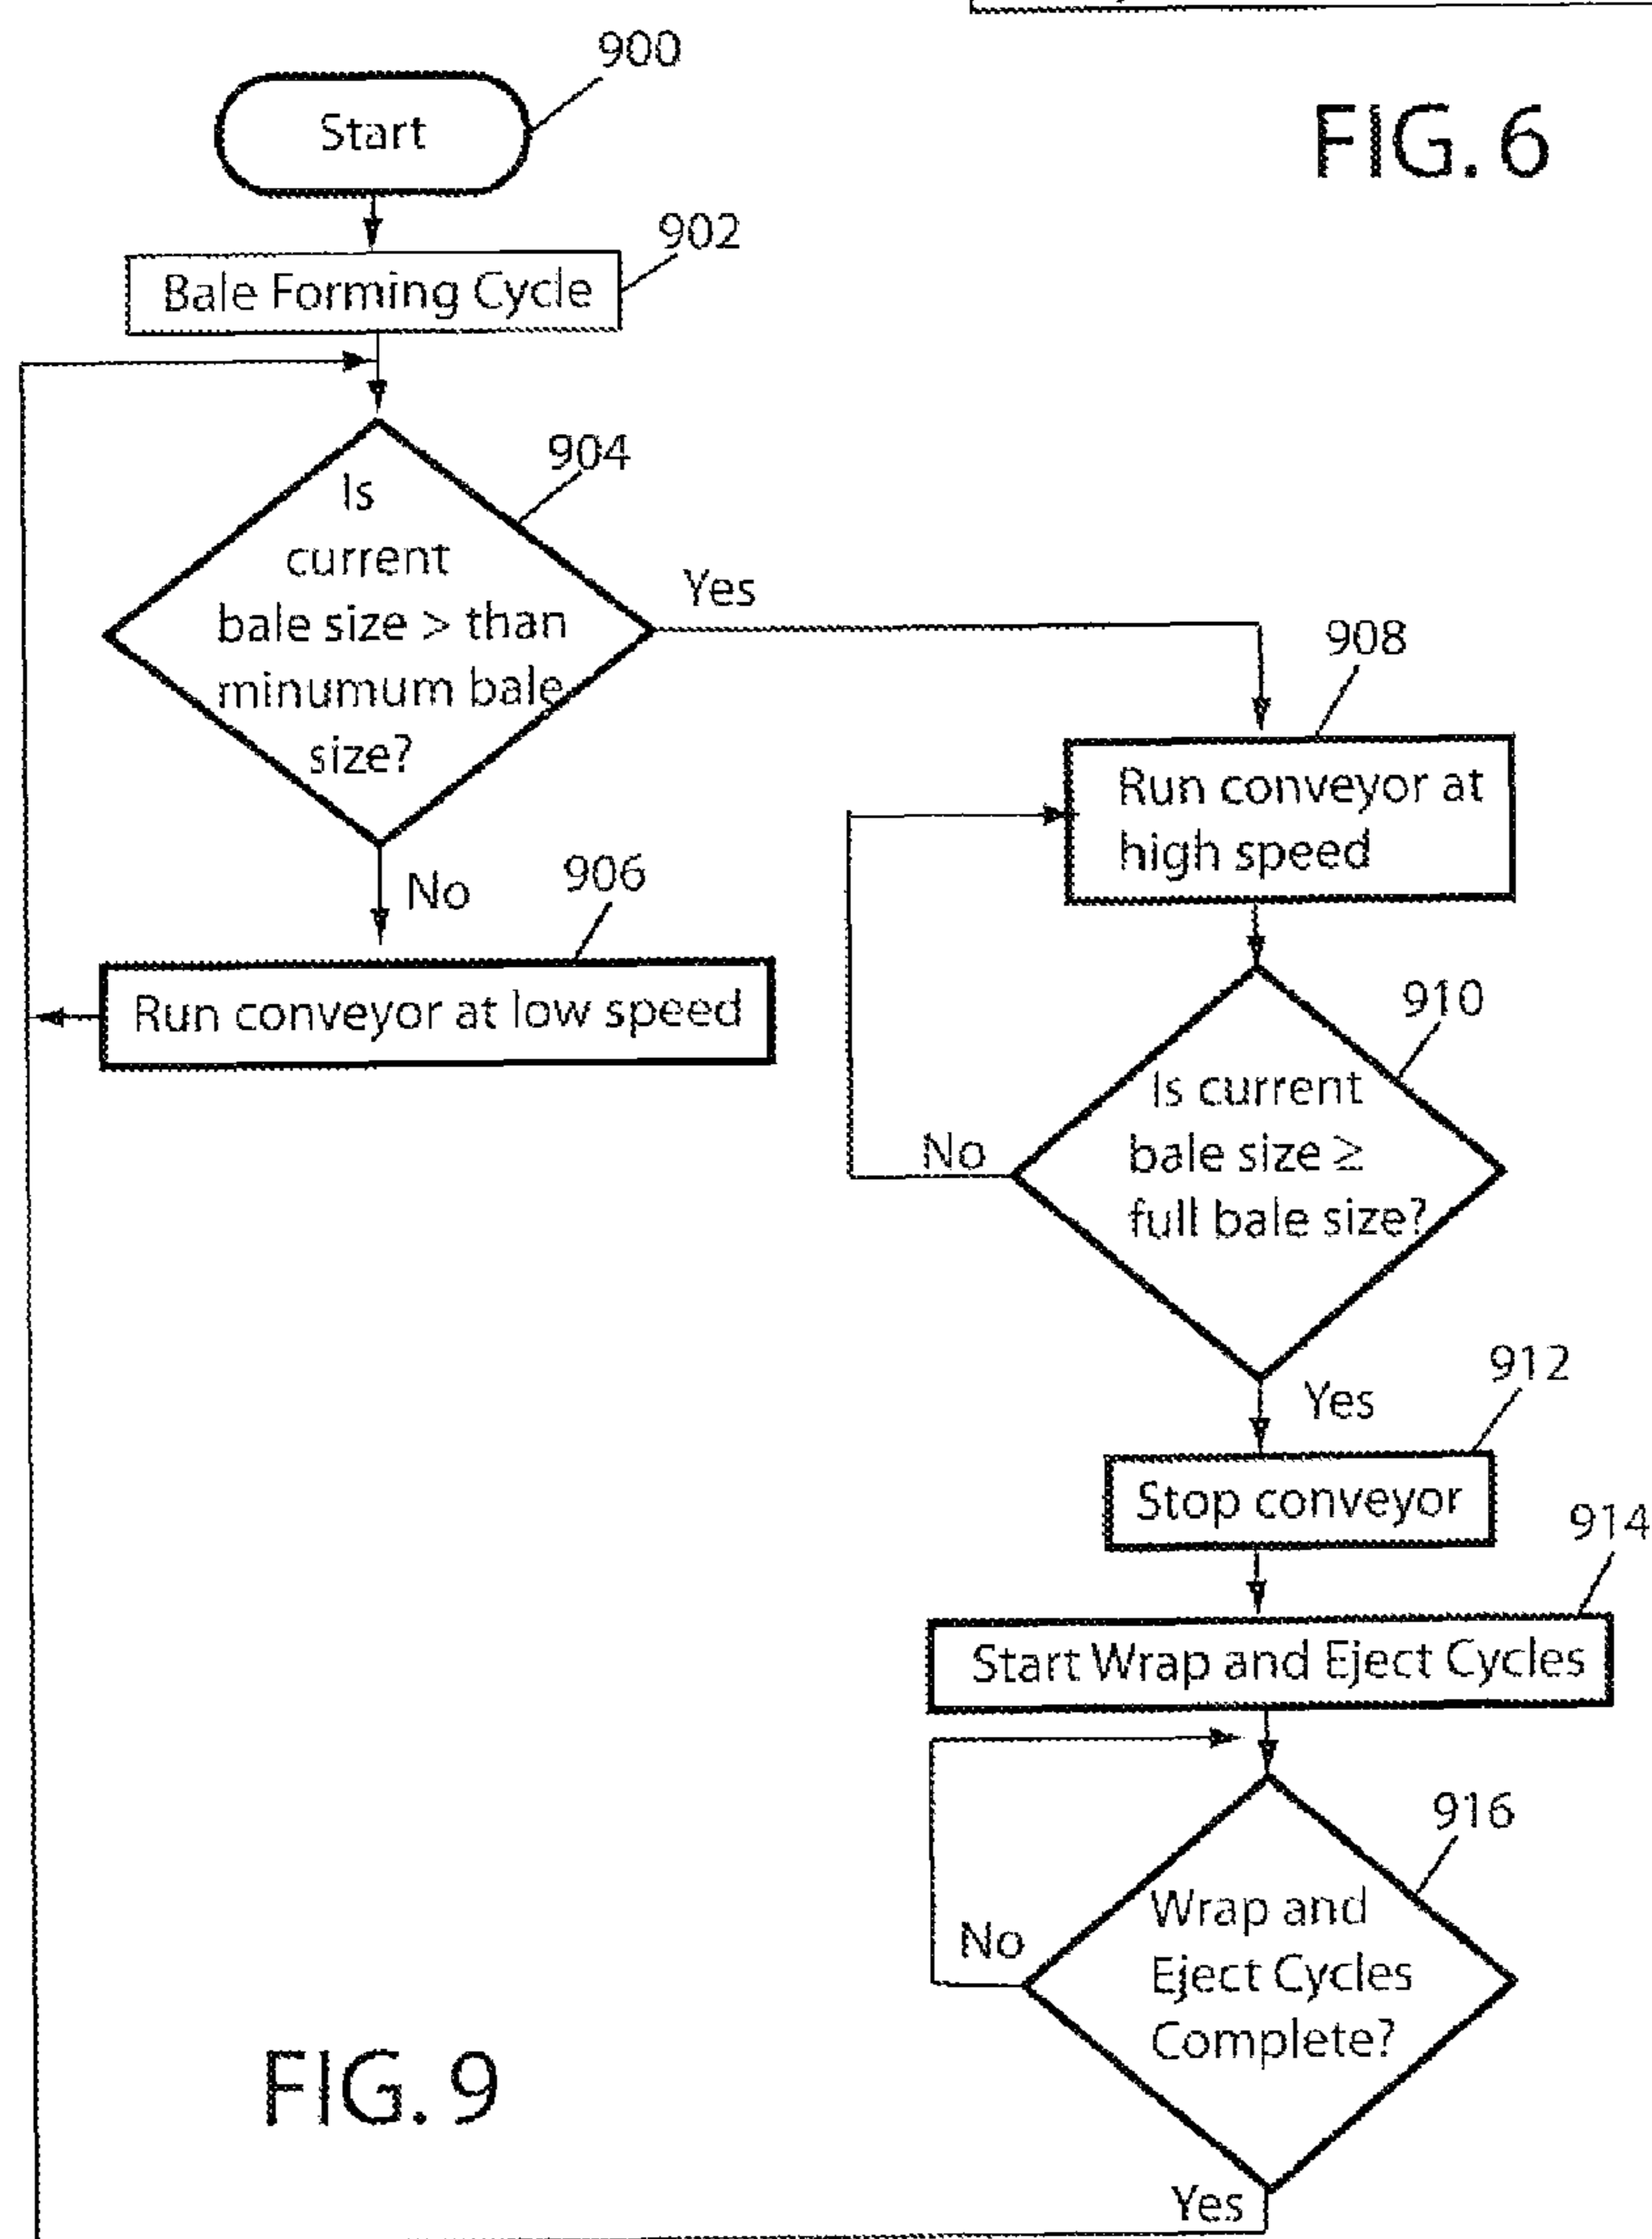 900
Start
FIG. 6
902
Bale Forming Cycle
904
Is
current
bale size > than
minumum bale
size?
Yes
No
906
Run conveyor at low speed
908
Run conveyor at
high speed
910
Is current
bale size ≥
full bale size?
No
Yes
912
Stop conveyor
914
Start Wrap and Eject Cycles
916
Wrap and
Eject Cycles
Complete?
No
Yes
FIG. 9